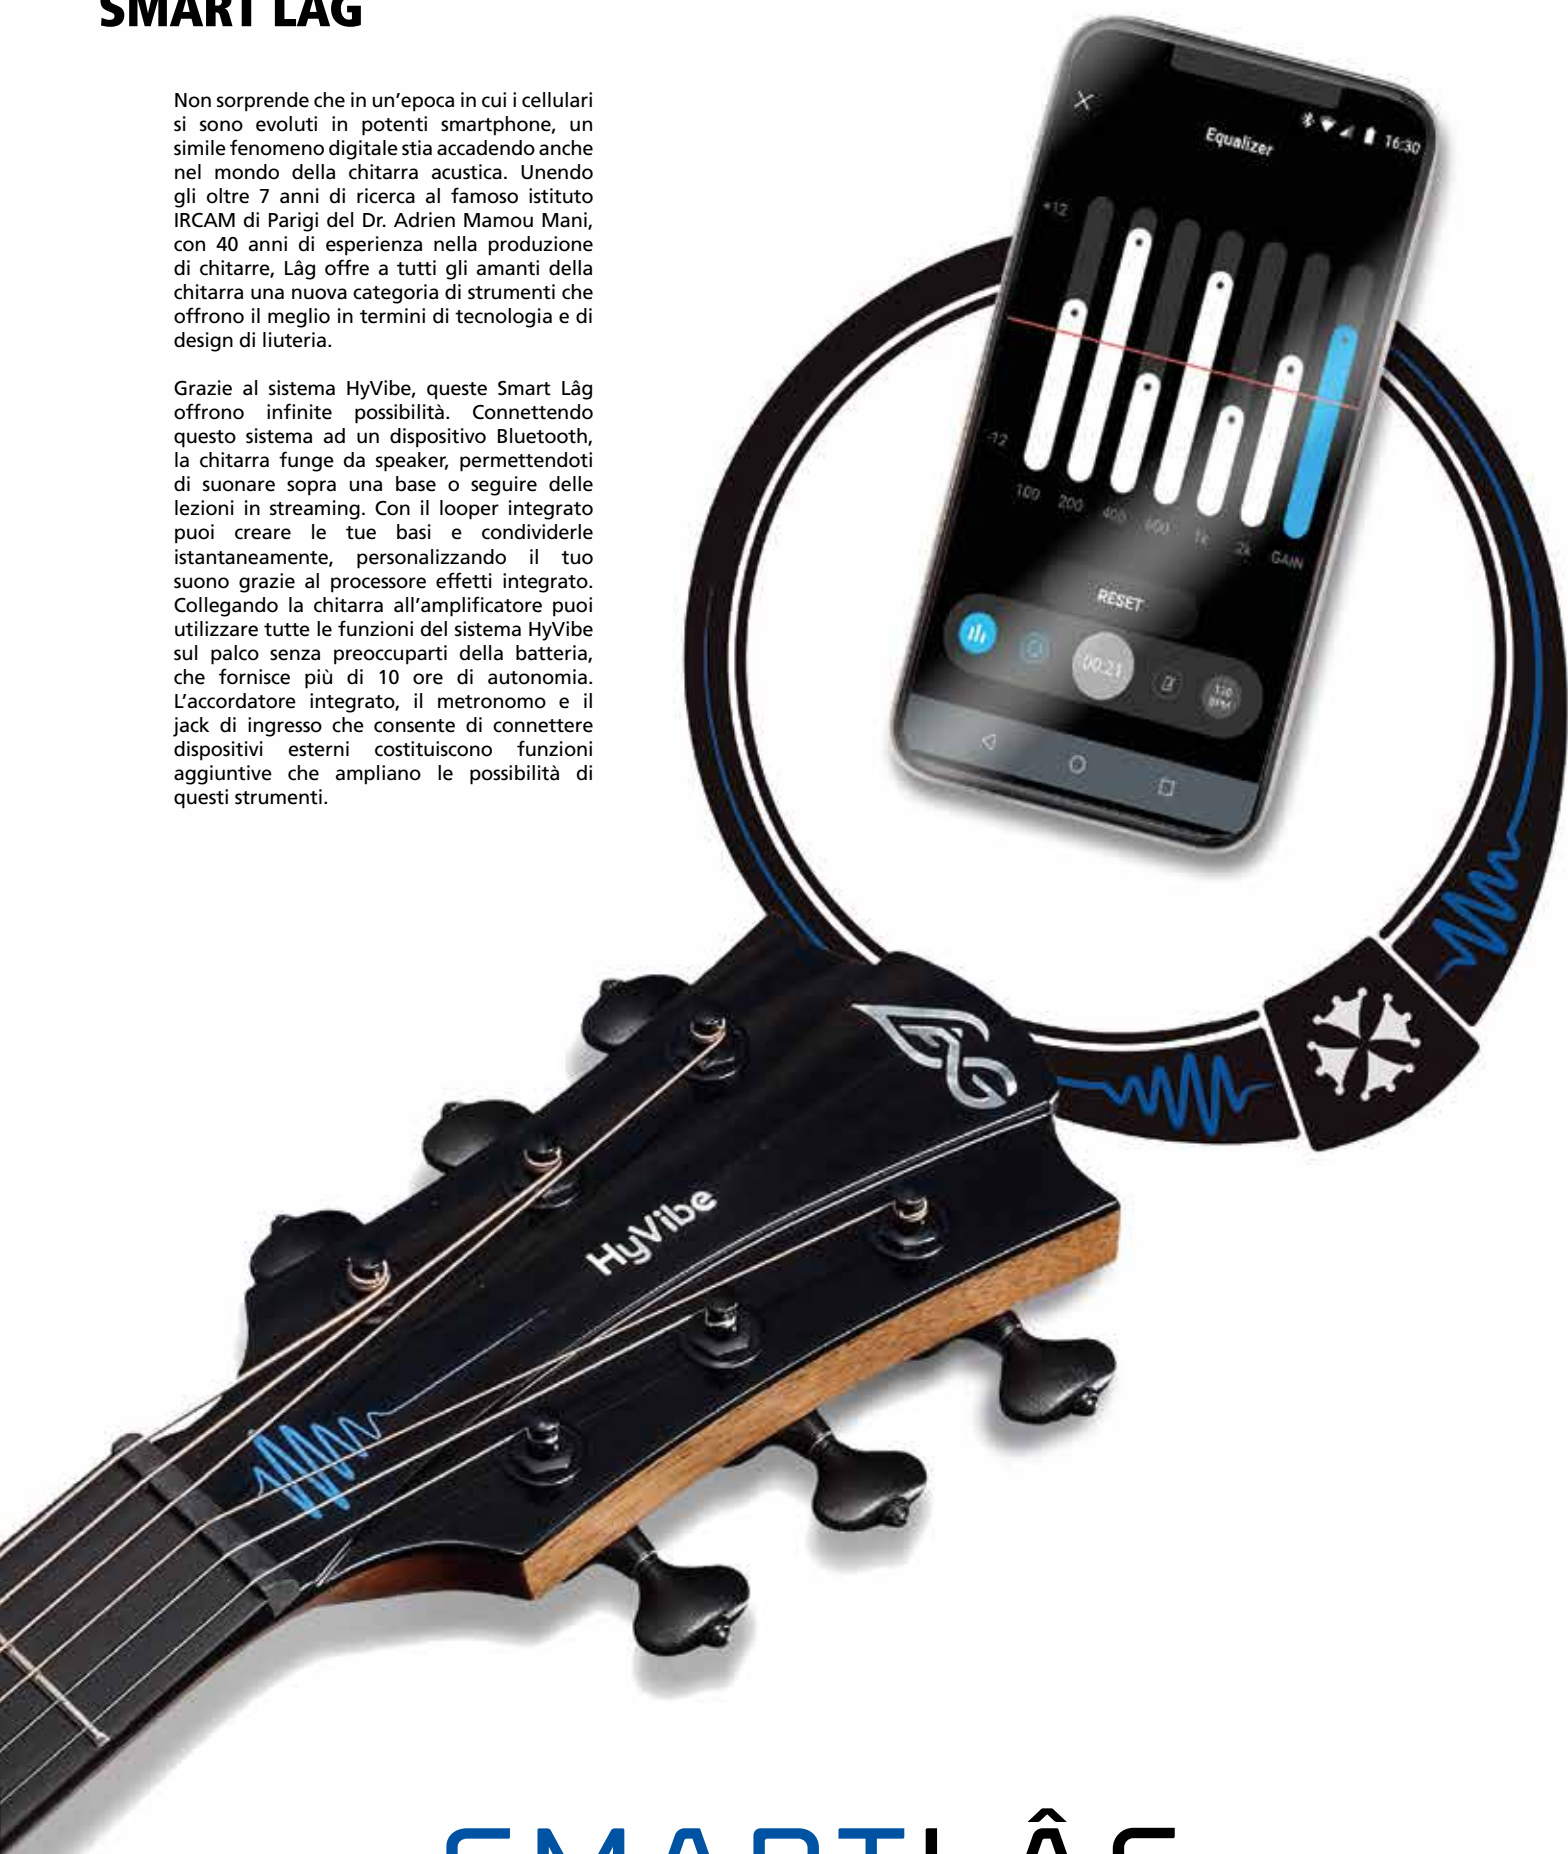 SMART LÂG
Non sorprende che in un’epoca in cui i cellulari
si sono evoluti in potenti smartphone, un
simile fenomeno digitale stia accadendo anche
nel mondo della chitarra acustica. Unendo
gli oltre 7 anni di ricerca al famoso istituto
IRCAM di Parigi del Dr. Adrien Mamou Mani,
con 40 anni di esperienza nella produzione
di chitarre, Lâg offre a tutti gli amanti della
chitarra una nuova categoria di strumenti che
offrono il meglio in termini di tecnologia e di
design di liuteria.
Grazie al sistema HyVibe, queste Smart Lâg
offrono infinite possibilità. Connettendo
questo sistema ad un dispositivo Bluetooth,
la chitarra funge da speaker, permettendoti
di suonare sopra una base o seguire delle
lezioni in streaming. Con il looper integrato
puoi creare le tue basi e condividerle
istantaneamente, personalizzando il tuo
suono grazie al processore effetti integrato.
Collegando la chitarra all’amplificatore puoi
utilizzare tutte le funzioni del sistema HyVibe
sul palco senza preoccuparti della batteria,
che fornisce più di 10 ore di autonomia.
L’accordatore integrato, il metronomo e il
jack di ingresso che consente di connettere
dispositivi esterni costituiscono funzioni
aggiuntive che ampliano le possibilità di
questi strumenti.
16:30
Equalizer
+12
-12
100 200 400 600 1k 2k GAIN
RESET
00:21
BPM
LÂG
HyVibe
SMARTLÂG